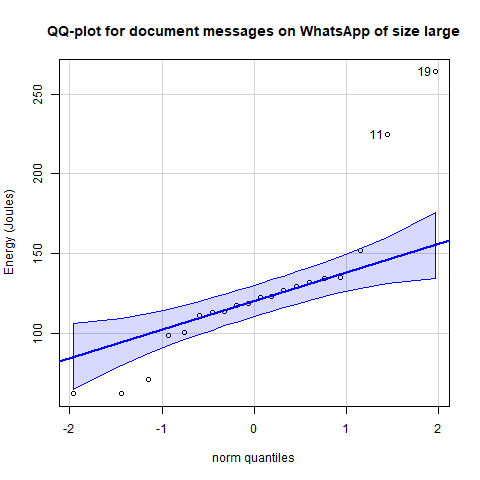 QQ-plot for document messages on WhatsApp of size large
19
11
250
200
150
100
Energy (Joules)
-2 -1 0 1 2
norm quantiles